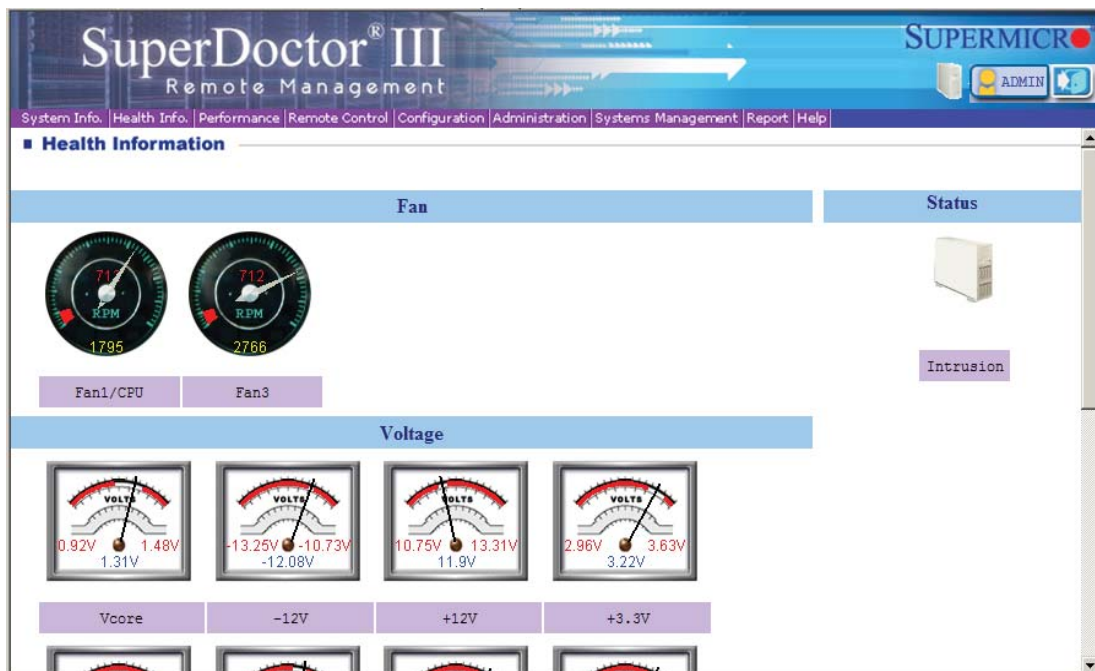 SuperDoctor® III
Remote Management
SUPERMICR
ADMIN
System Info. Health Info. Performance Remote Control Configuration Administration Systems Management Report Help
Health Information
Fan
Status
712
RPM
1795
712
RPM
2766
Fan1/CPU
Fan3
Intrusion
Voltage
VOLTS
0.92V 1.48V
1.31V
VOLTS
-13.25V -10.73V
-12.08V
VOLTS
10.75V 13.31V
11.9V
VOLTS
2.96V 3.63V
3.22V
Vcore
-12V
+12V
+3.3V